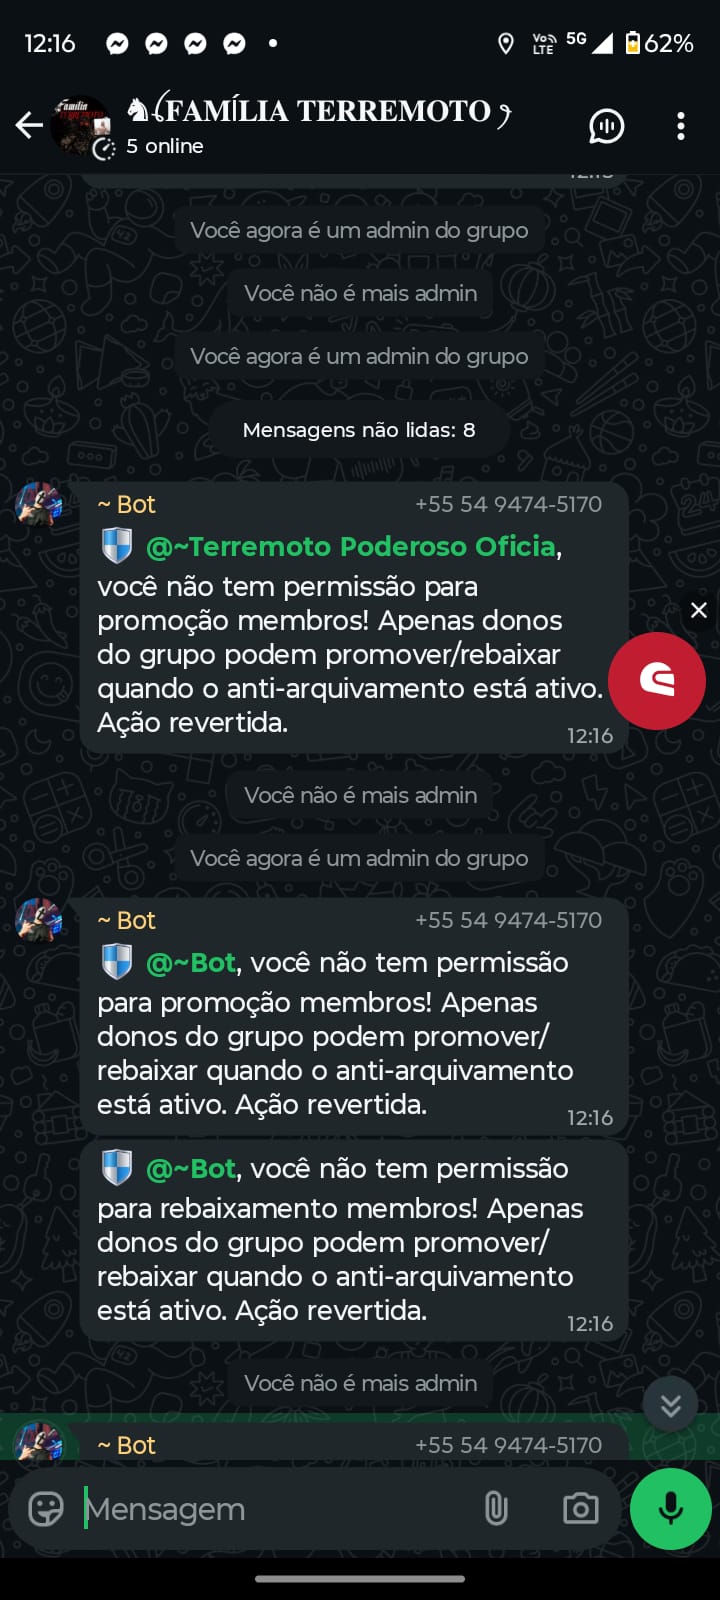 12:16
Vo
LTE
5G
62%
FAMÍLIA TERREMOTO
5 online
Você agora é um admin do grupo
Você não é mais admin
Você agora é um admin do grupo
Mensagens não lidas: 8
~ Bot
+55 54 9474-5170
@~Terremoto Poderoso Oficia,
você não tem permissão para
promoção membros! Apenas donos
do grupo podem promover/rebaixar
quando o anti-arquivamento está ativo.
Ação revertida.
12:16
Você não é mais admin
Você agora é um admin do grupo
~ Bot
+55 54 9474-5170
@~Bot, você não tem permissão
para promoção membros! Apenas
donos do grupo podem promover/
rebaixar quando o anti-arquivamento
está ativo. Ação revertida.
12:16
@~Bot, você não tem permissão
para rebaixamento membros! Apenas
donos do grupo podem promover/
rebaixar quando o anti-arquivamento
está ativo. Ação revertida.
12:16
Você não é mais admin
~ Bot
+55 54 9474-5170
Mensagem